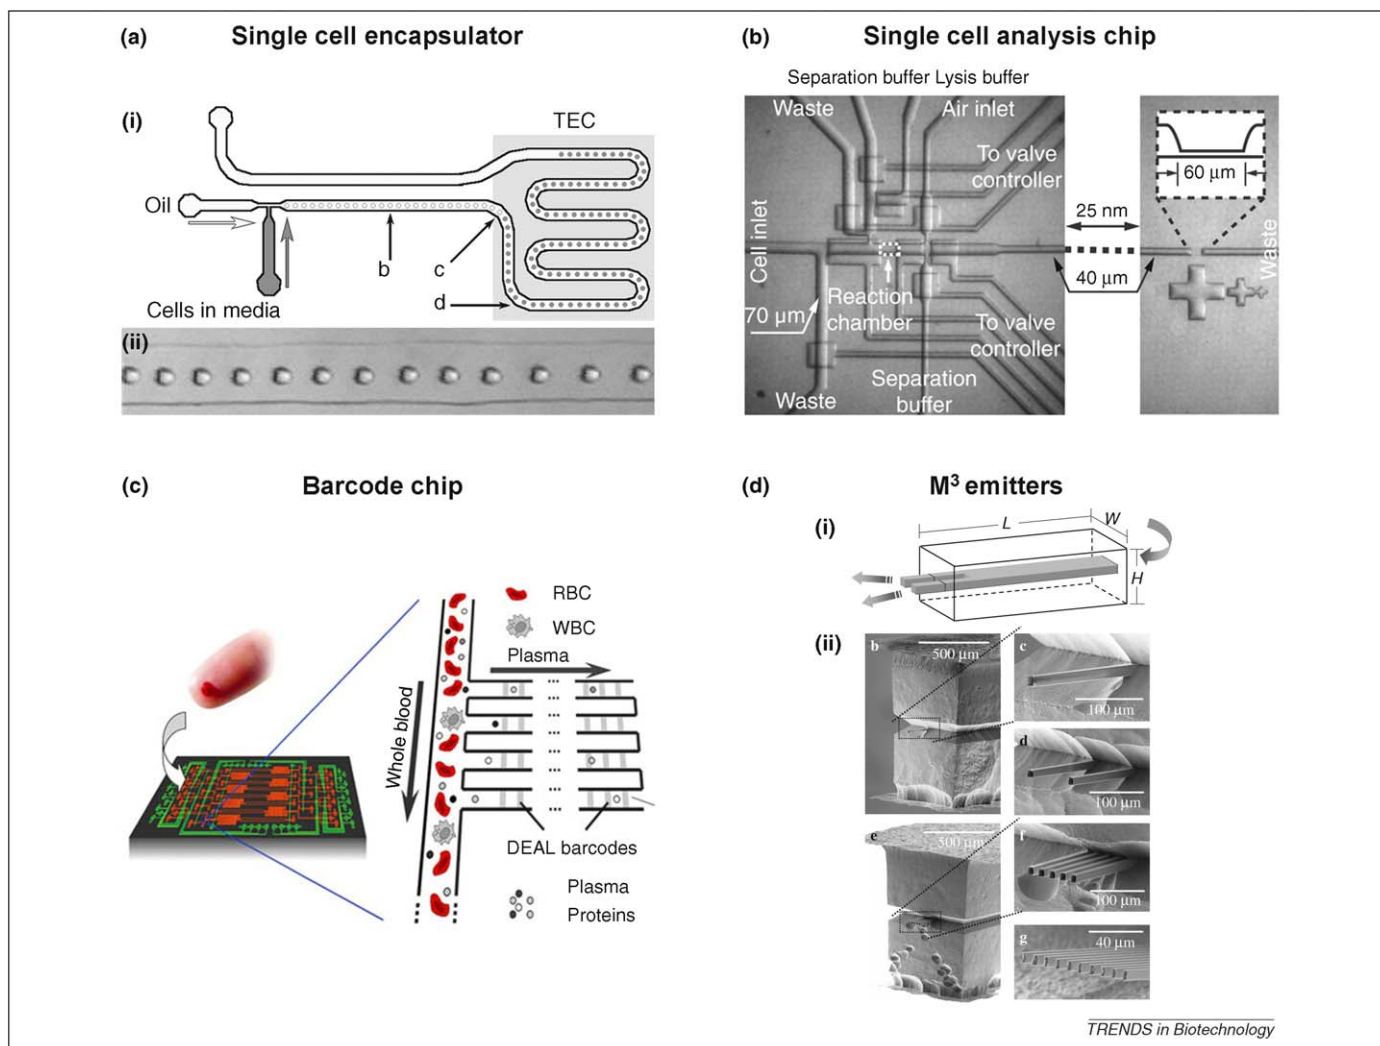 (a) Single cell encapsulator
(i)
TEC
Oil
b
c
d
Cells in media
(ii)
(b) Single cell analysis chip
Separation buffer Lysis buffer
Waste
Air inlet
To valve
controller
Cell inlet
70 µm
Reaction
chamber
To valve
controller
Separation
buffer
Waste
25 nm
40 µm
60 µm
Waste
(c) Barcode chip
RBC
WBC
Plasma
Whole blood
DEAL barcodes
Plasma
Proteins
(d) M³ emitters
(i)
L
W
H
(ii)
b
500 µm
c
100 µm
d
100 µm
e
500 µm
f
100 µm
g
40 µm
TRENDS in Biotechnology